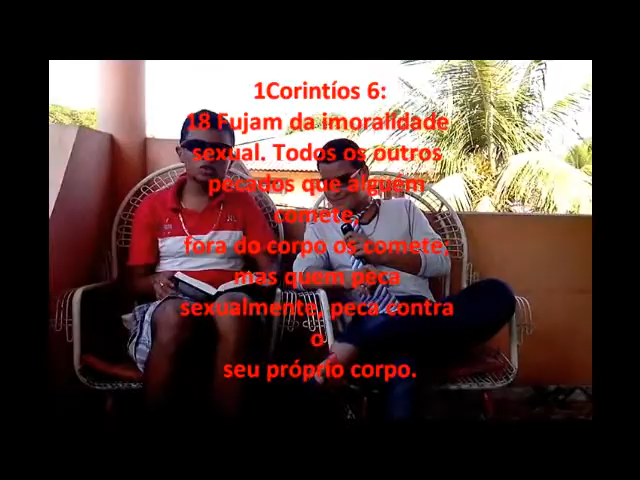 1Coríntios 6:
18 Fujam da imoralidade
sexual. Todos os outros
pecados que alguém
comete,
fora do corpo os comete;
mas quem peca
sexualmente, peca contra
o
seu próprio corpo.